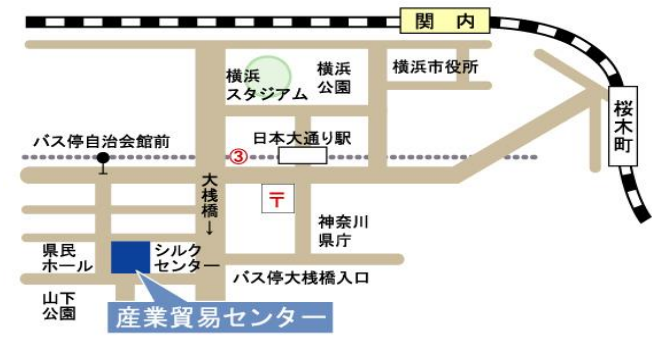 関 内
横浜
スタジアム
横浜
公園
横浜市役所
桜木町
バス停自治会館前
③
日本大通り駅
大桟橋↓
〒
神奈川
県庁
県民
ホール
シルク
センター
バス停大桟橋入口
山下
公園
産業貿易センター